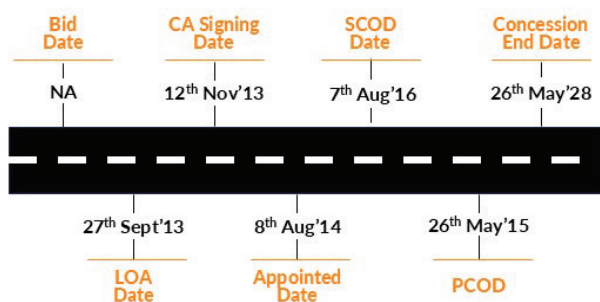 Bid
Date
CA Signing
Date
SCOD
Date
Concession
End Date
NA
12th Nov'13
7th Aug'16
26th May'28
27th Sept'13
8th Aug'14
26th May'15
LOA
Date
Appointed
Date
PCOD